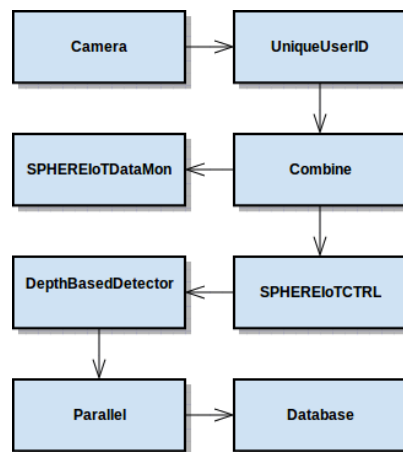 Camera
UniqueUserID
SPHEREIoTDataMon
Combine
DepthBasedDetector
SPHEREIoTCTRL
Parallel
Database